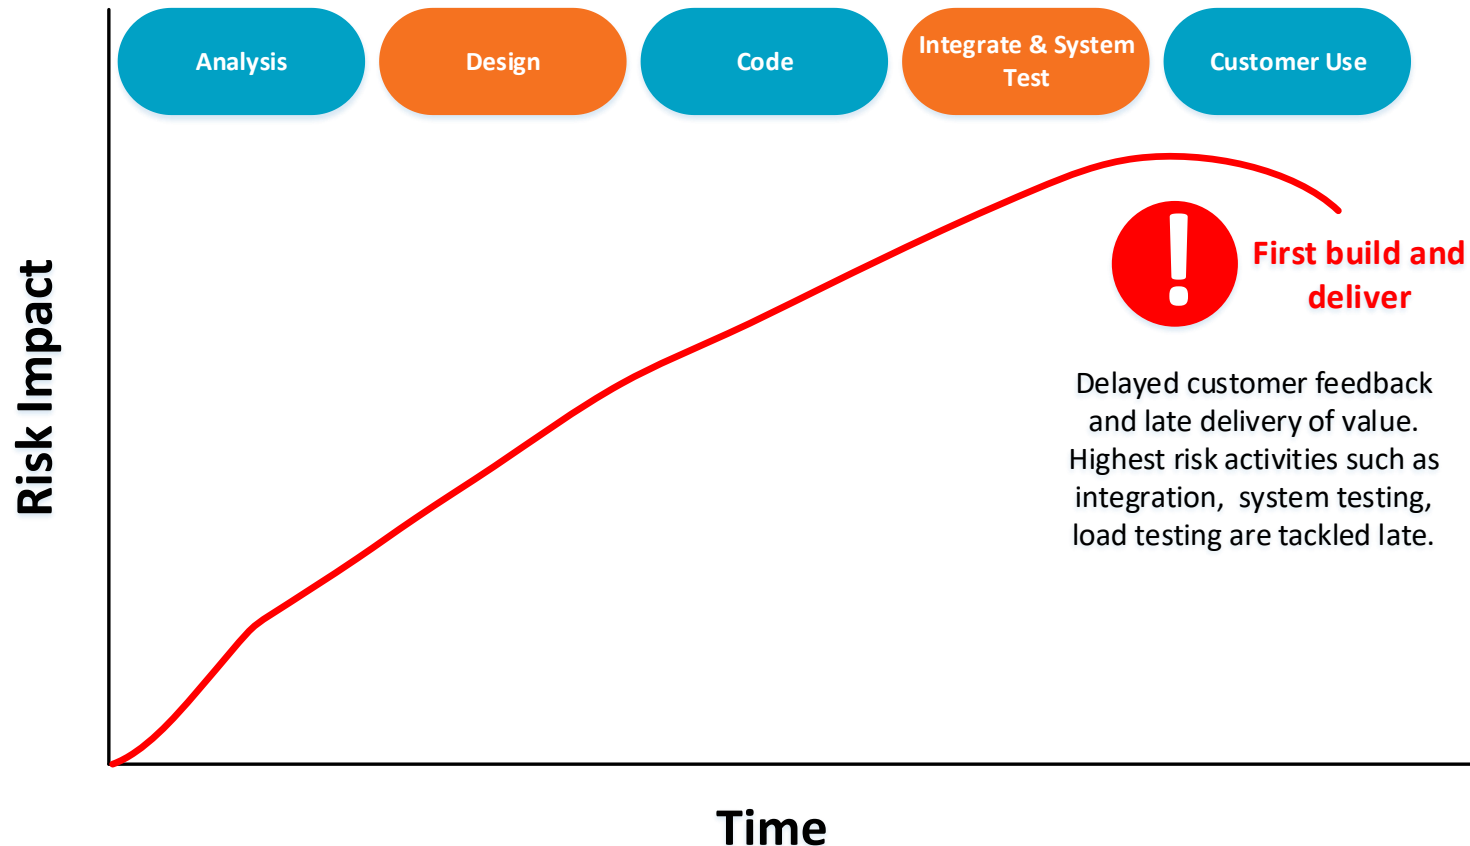 Analysis
Design
Code
Integrate & System
Test
Customer Use
Risk Impact
!
First build and
deliver
Delayed customer feedback
and late delivery of value.
Highest risk activities such as
integration,  system testing,
load testing are tackled late.
Time